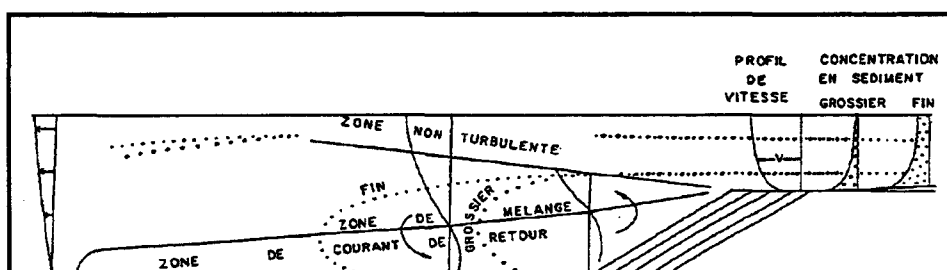 PROFIL
DE
VITESSE
CONCENTRATION
EN SEDIMENT
GROSSIER FIN
V
ZONE NON TURBULENTE
FIN
GROSSIER
ZONE DE MELANGE
ZONE DE COURANT DE RETOUR